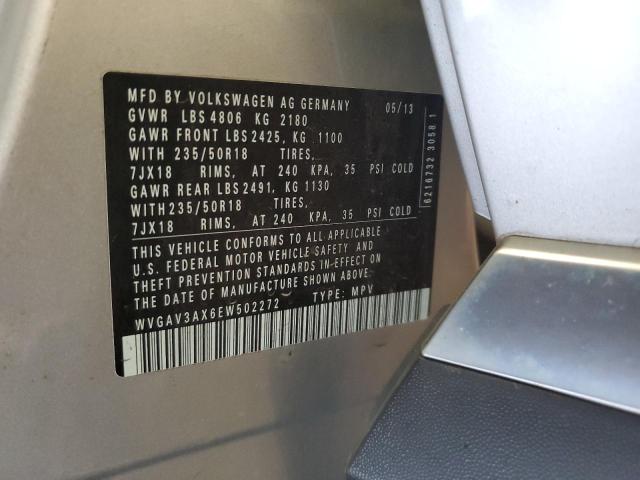 MFD BY VOLKSWAGEN AG GERMANY 05/13
GVWR LBS 4806 KG 2180
GAWR FRONT LBS 2425, KG 1100
WITH 235/50R18 TIRES,
7JX18 RIMS, AT 240 KPA, 35 PSI COLD
GAWR REAR LBS 2491, KG 1130
WITH 235/50R18 TIRES,
7JX18 RIMS, AT 240 KPA, 35 PSI COLD
THIS VEHICLE CONFORMS TO ALL APPLICABLE
U.S. FEDERAL MOTOR VEHICLE SAFETY AND
THEFT PREVENTION STANDARDS IN EFFECT ON
THE DATE OF MANUFACTURE SHOWN ABOVE.
WVGAV3AX6EW502272 TYPE: MPV
6216732 3058 1